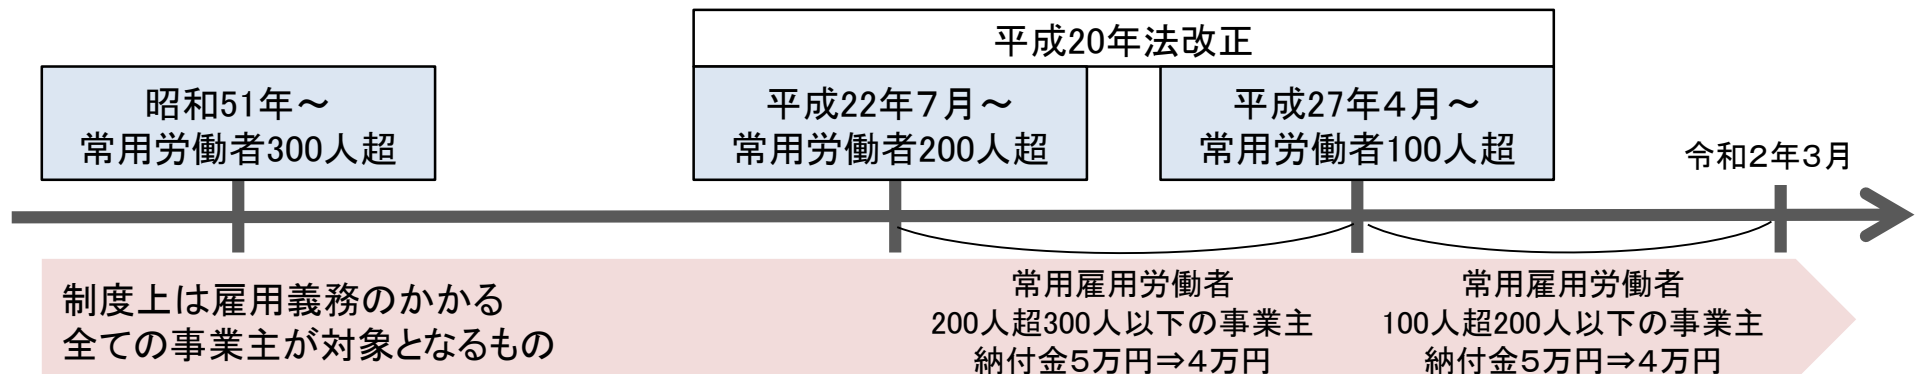 平成20年法改正
昭和51年～
常用労働者300人超
平成22年７月～
常用労働者200人超
平成27年４月～
常用労働者100人超
令和２年３月
制度上は雇用義務のかかる
全ての事業主が対象となるもの
常用雇用労働者
200人超300人以下の事業主
納付金５万円⇒４万円
常用雇用労働者
100人超200人以下の事業主
納付金５万円⇒４万円